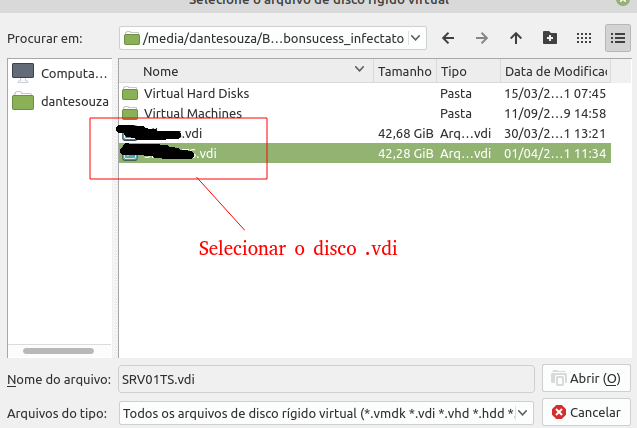 Selecione o arquivo de disco rígido virtual
Procurar em: /media/dantesouza/B...bonsucess_infectato
Computa... Nome Tamanho Tipo Data de Modificaç
dantesouza Virtual Hard Disks Pasta 15/03/2...1 07:45
Virtual Machines Pasta 11/09/2...9 14:58
.vdi 42,68 GiB Arq...vdi 30/03/2...1 13:21
.vdi 42,28 GiB Arq...vdi 01/04/2...1 11:34
Selecionar o disco .vdi
Nome do arquivo: SRV01TS.vdi Abrir (O)
Arquivos do tipo: Todos os arquivos de disco rígido virtual (*.vmdk *.vdi *.vhd *.hdd *. Cancelar